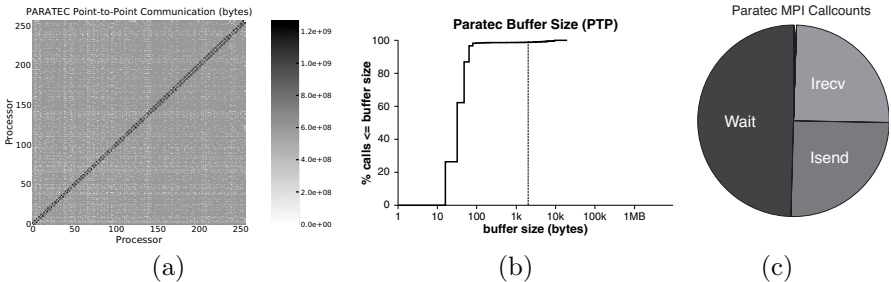 PARATEC Point-to-Point Communication (bytes)
250
200
150
100
50
0
Processor
0 50 100 150 200 250
Processor
1.2e+09
1.0e+09
8.0e+08
6.0e+08
4.0e+08
2.0e+08
0.0e+00
(a)
Paratec Buffer Size (PTP)
% calls <= buffer size
100
80
60
40
20
0
1 10 100 1k 10k 100k 1MB
buffer size (bytes)
(b)
Paratec MPI Callcounts
Wait
Irecv
Isend
(c)